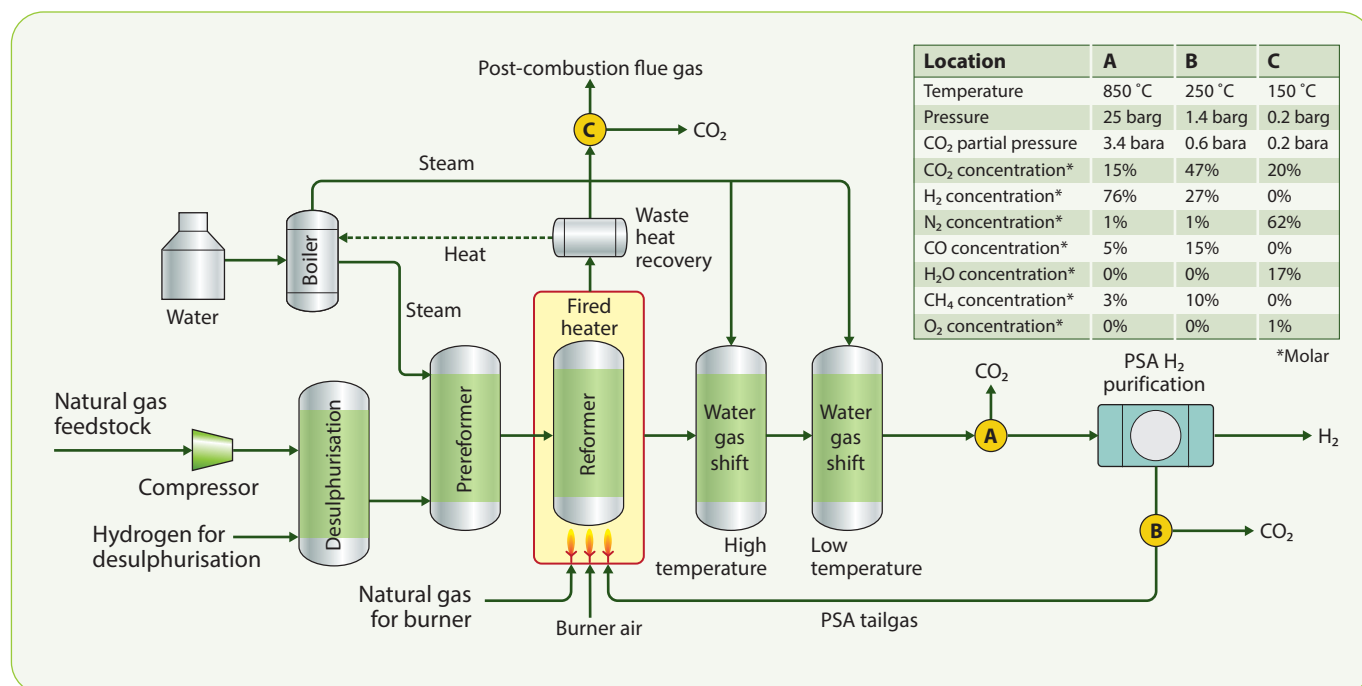 Post-combustion flue gas
C
CO₂
Steam
Boiler
Water
Heat
Waste
heat
recovery
Steam
Fired
heater
Reformer
Prereformer
Desulphurisation
Natural gas
feedstock
Compressor
Hydrogen for
desulphurisation
Natural gas
for burner
Burner air
Water
gas
shift
High
temperature
Water
gas
shift
Low
temperature
CO₂
A
PSA H₂
purification
H₂
B
CO₂
PSA tailgas
Location A B C
Temperature 850 ˚C 250 ˚C 150 ˚C
Pressure 25 barg 1.4 barg 0.2 barg
CO₂ partial pressure 3.4 bara 0.6 bara 0.2 bara
CO₂ concentration* 15% 47% 20%
H₂ concentration* 76% 27% 0%
N₂ concentration* 1% 1% 62%
CO concentration* 5% 15% 0%
H₂O concentration* 0% 0% 17%
CH₄ concentration* 3% 10% 0%
O₂ concentration* 0% 0% 1%
*Molar